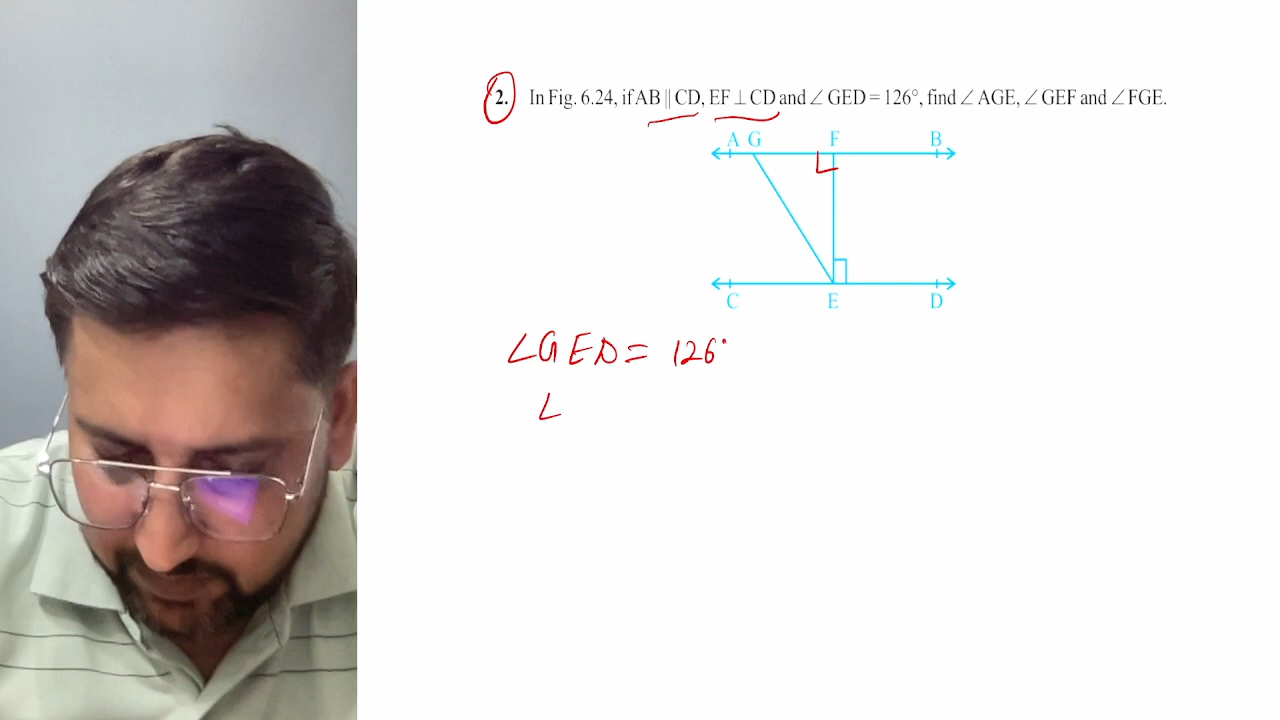 2. In Fig. 6.24, if AB || CD, EF ⊥ CD and ∠ GED = 126°, find ∠ AGE, ∠ GEF and ∠ FGE.
A G F B
C E D
∠GED = 126°
∠